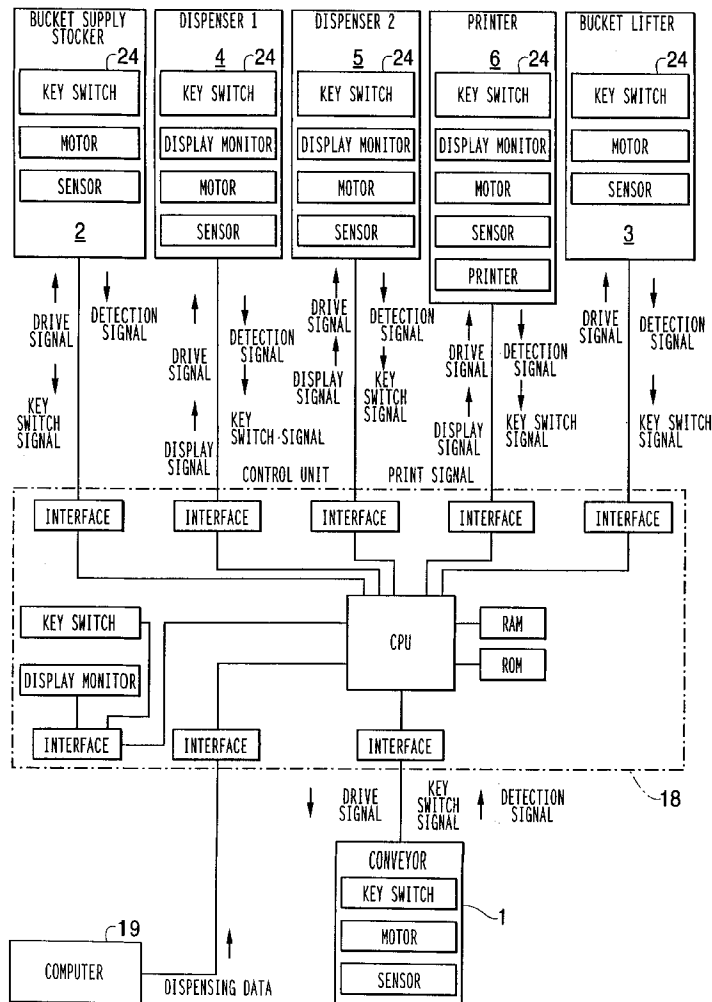 BUCKET SUPPLY
STOCKER
24
KEY SWITCH
MOTOR
SENSOR
2
DISPENSER 1
4
24
KEY SWITCH
DISPLAY MONITOR
MOTOR
SENSOR
DISPENSER 2
5
24
KEY SWITCH
DISPLAY MONITOR
MOTOR
SENSOR
PRINTER
6
24
KEY SWITCH
DISPLAY MONITOR
MOTOR
SENSOR
PRINTER
BUCKET LIFTER
24
KEY SWITCH
MOTOR
SENSOR
3
DRIVE
SIGNAL
DETECTION
SIGNAL
KEY
SWITCH
SIGNAL
DRIVE
SIGNAL
DETECTION
SIGNAL
DISPLAY
SIGNAL
KEY
SWITCH SIGNAL
DRIVE
SIGNAL
DETECTION
SIGNAL
DISPLAY
SIGNAL
KEY
SWITCH
SIGNAL
DRIVE
SIGNAL
DETECTION
SIGNAL
DISPLAY
SIGNAL
KEY SWITCH
SIGNAL
DRIVE
SIGNAL
DETECTION
SIGNAL
KEY SWITCH
SIGNAL
CONTROL UNIT
PRINT SIGNAL
INTERFACE
INTERFACE
INTERFACE
INTERFACE
INTERFACE
KEY SWITCH
DISPLAY MONITOR
CPU
RAM
ROM
INTERFACE
INTERFACE
INTERFACE
18
DRIVE
SIGNAL
KEY
SWITCH
SIGNAL
DETECTION
SIGNAL
CONVEYOR
KEY SWITCH
MOTOR
SENSOR
1
19
COMPUTER
DISPENSING DATA